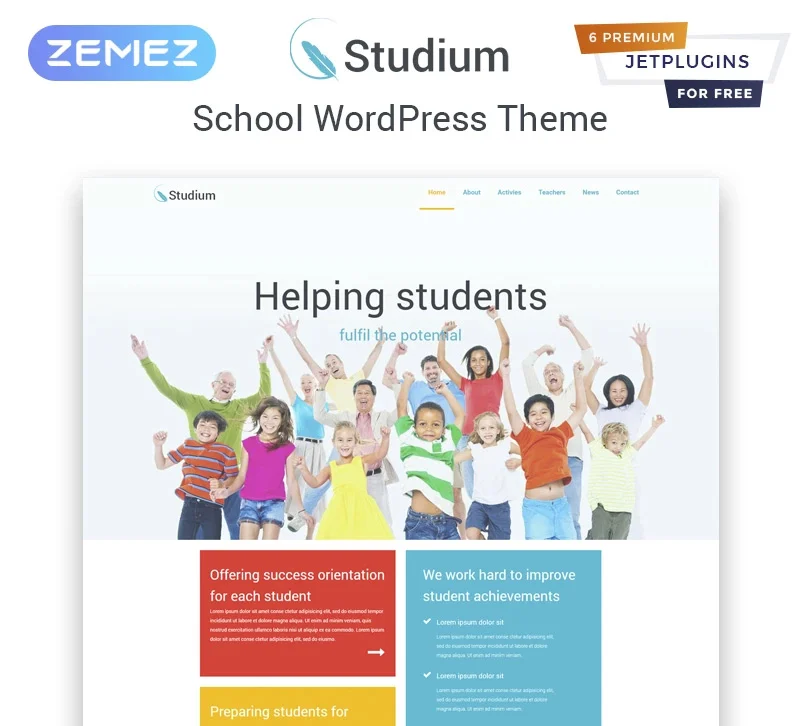 ZEMEZ
Studium
6 PREMIUM
JETPLUGINS
FOR FREE
School WordPress Theme
Studium
Home About Activies Teachers News Contact
Helping students
fulfil the potential
Offering success orientation
for each student
Lorem ipsum dolor sit amet conse ctetur adipisicing elit, sed do eiusmo temper
incididunt ut labore et dolore magna aliqua. Ut enim ad minim veniam, quis
nostrud exercitation ullamco laboris nisi ut aliquip ex ea commodo. Lorem ipsum
dolor sit amet conse ctetur adipisicing elit, sed do eiusmo.
Preparing students for
We work hard to improve
student achievements
Lorem ipsum dolor sit
Lorem ipsum dolor sit amet conse ctetur adipisicing elit,
sed do eiusmo tempor incididunt ut labore et dolore
magna aliqua. Ut enim ad minim veniam.
Lorem ipsum dolor sit
Lorem ipsum dolor sit amet conse ctetur adipisicing elit,
sed do eiusmo tempor incididunt ut labore et dolore
magna aliqua. Ut enim ad minim veniam.